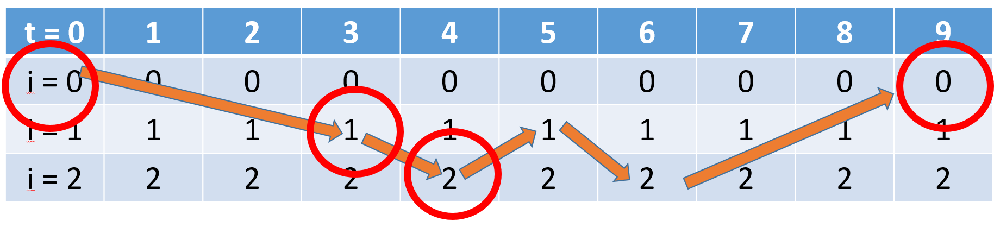 t = 0 1 2 3 4 5 6 7 8 9
i = 0 0 0 0 0 0 0 0 0 0
i = 1 1 1 1 1 1 1 1 1 1
i = 2 2 2 2 2 2 2 2 2 2